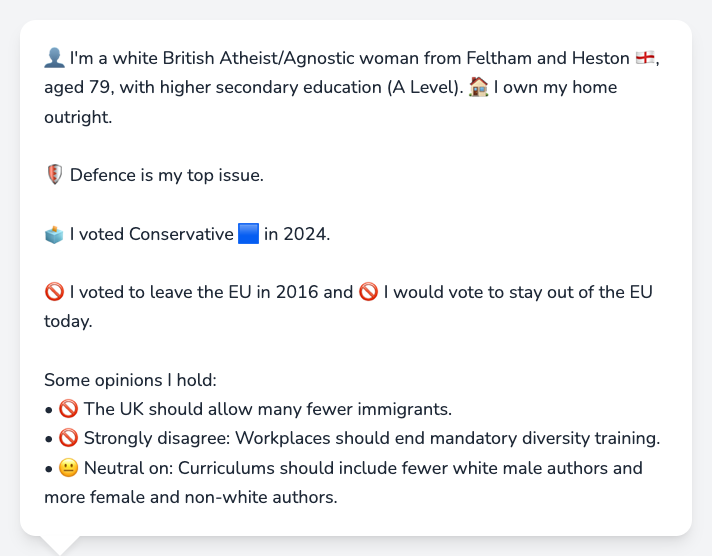 👤 I'm a white British Atheist/Agnostic woman from Feltham and Heston 🏴󠁧󠁢󠁥󠁮󠁧󠁿,
aged 79, with higher secondary education (A Level). 🏠 I own my home
outright.
🛡️ Defence is my top issue.
🗳️ I voted Conservative 🟦 in 2024.
🚫 I voted to leave the EU in 2016 and 🚫 I would vote to stay out of the EU
today.
Some opinions I hold:
• 🚫 The UK should allow many fewer immigrants.
• 🚫 Strongly disagree: Workplaces should end mandatory diversity training.
• 😐 Neutral on: Curriculums should include fewer white male authors and
more female and non-white authors.